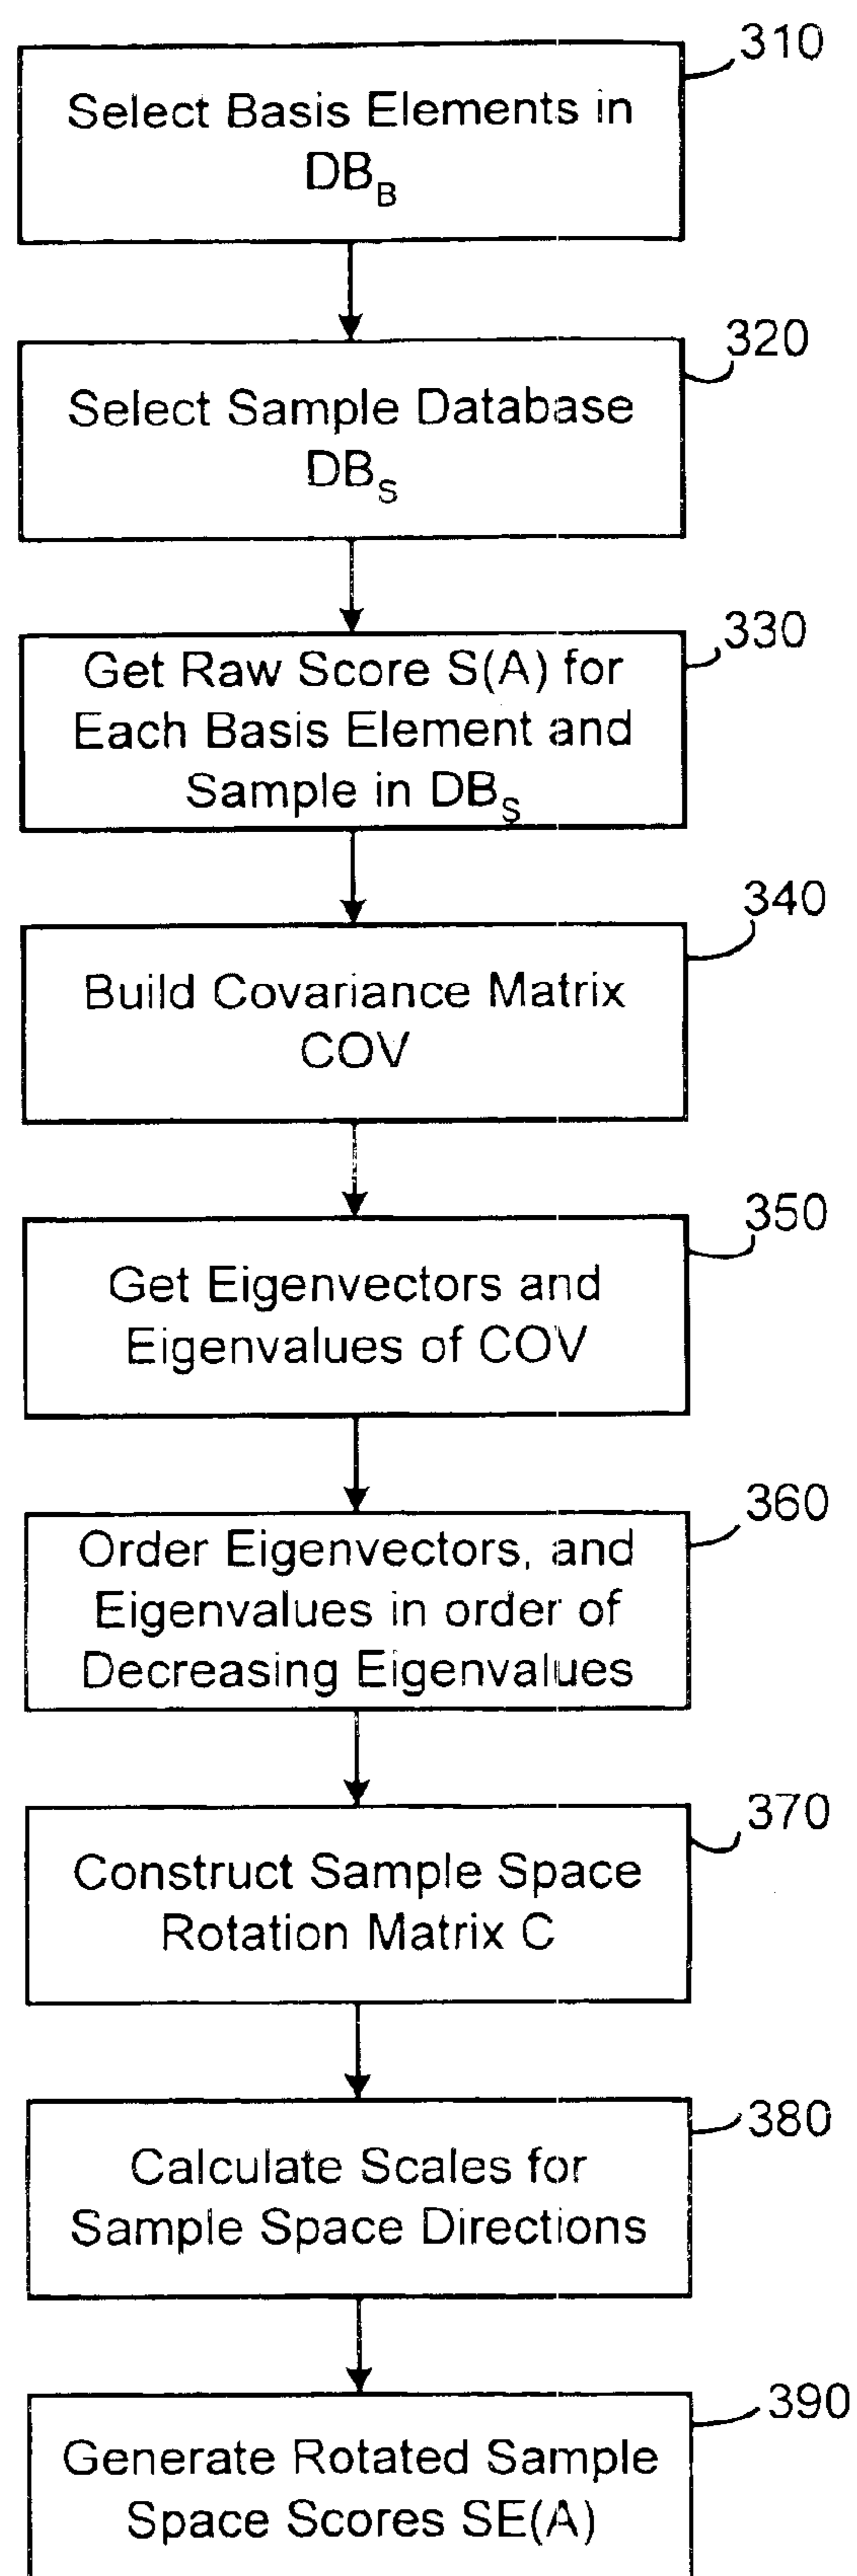 310
Select Basis Elements in
DB_B
320
Select Sample Database
DB_S
330
Get Raw Score S(A) for
Each Basis Element and
Sample in DB_S
340
Build Covariance Matrix
COV
350
Get Eigenvectors and
Eigenvalues of COV
360
Order Eigenvectors, and
Eigenvalues in order of
Decreasing Eigenvalues
370
Construct Sample Space
Rotation Matrix C
380
Calculate Scales for
Sample Space Directions
390
Generate Rotated Sample
Space Scores SE(A)